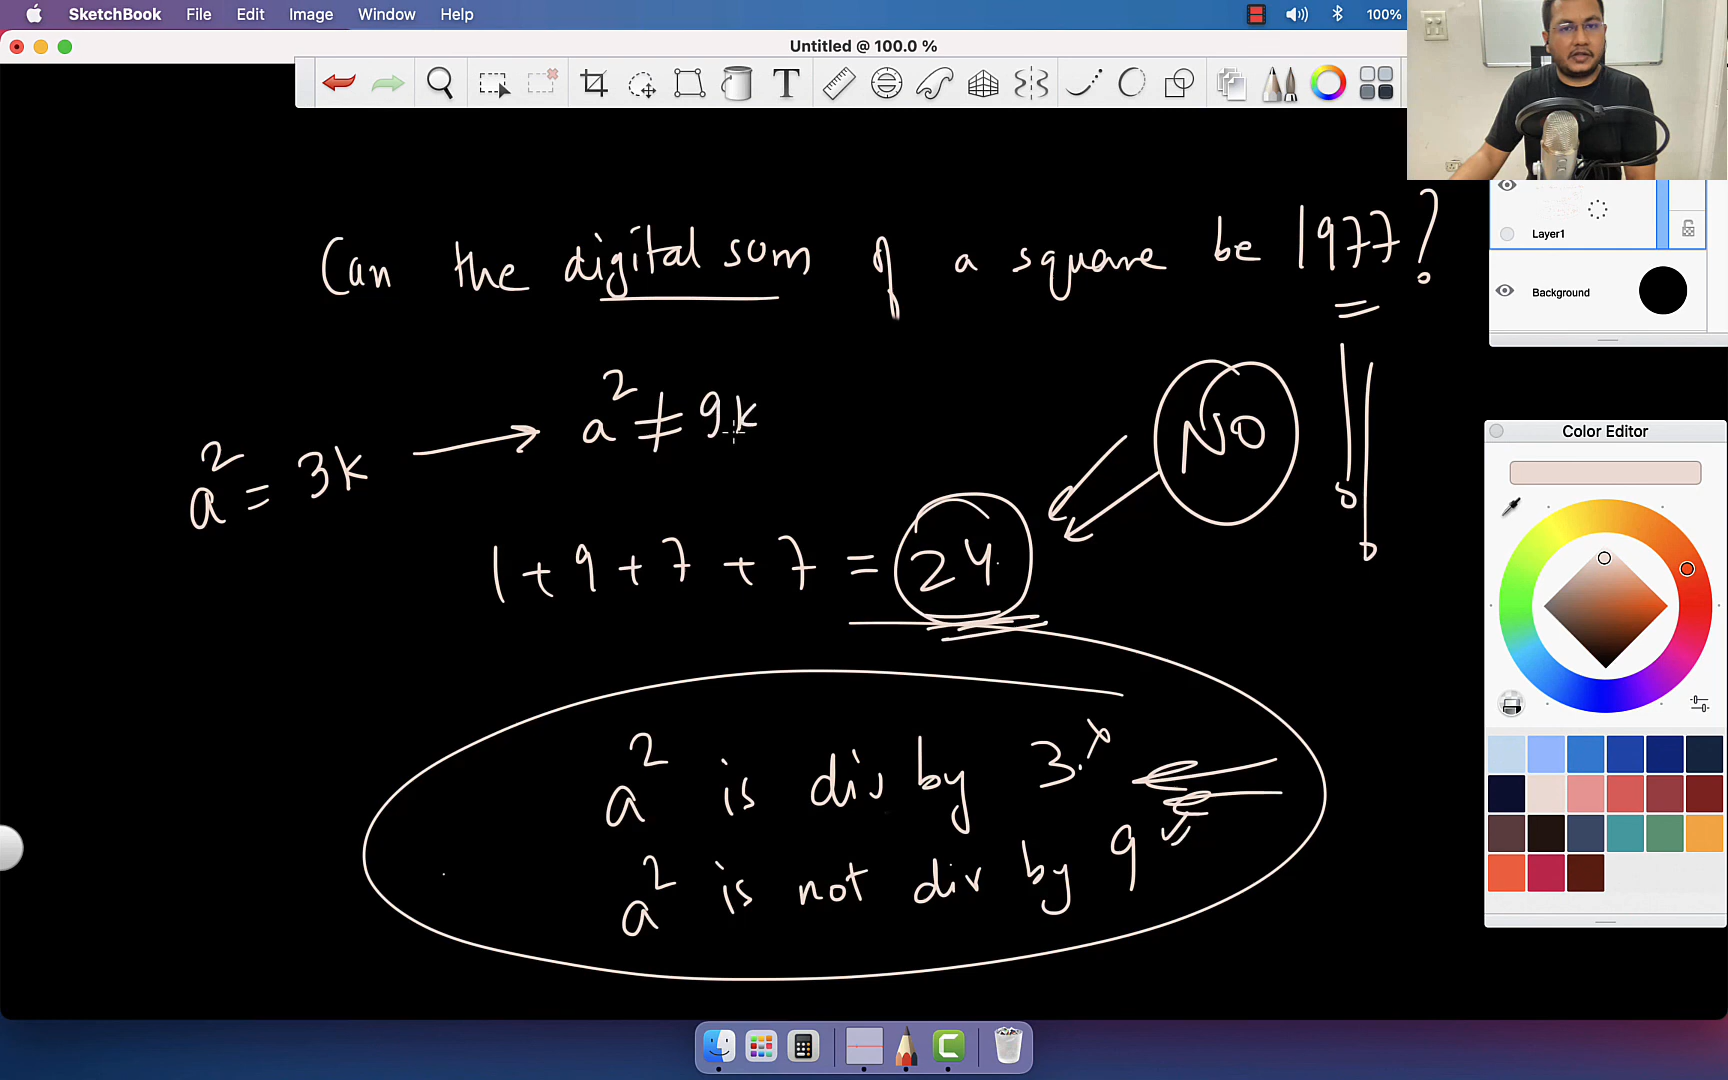 SketchBook File Edit Image Window Help 100%
Untitled @ 100.0 %
T
Layer1
Background
Can the digital sum of a square be 1977?
a² ≠ 9k
NO
a² = 3k
1 + 9 + 7 + 7 = 24
a² is div by 3.
a² is not div by 9
Color Editor
C